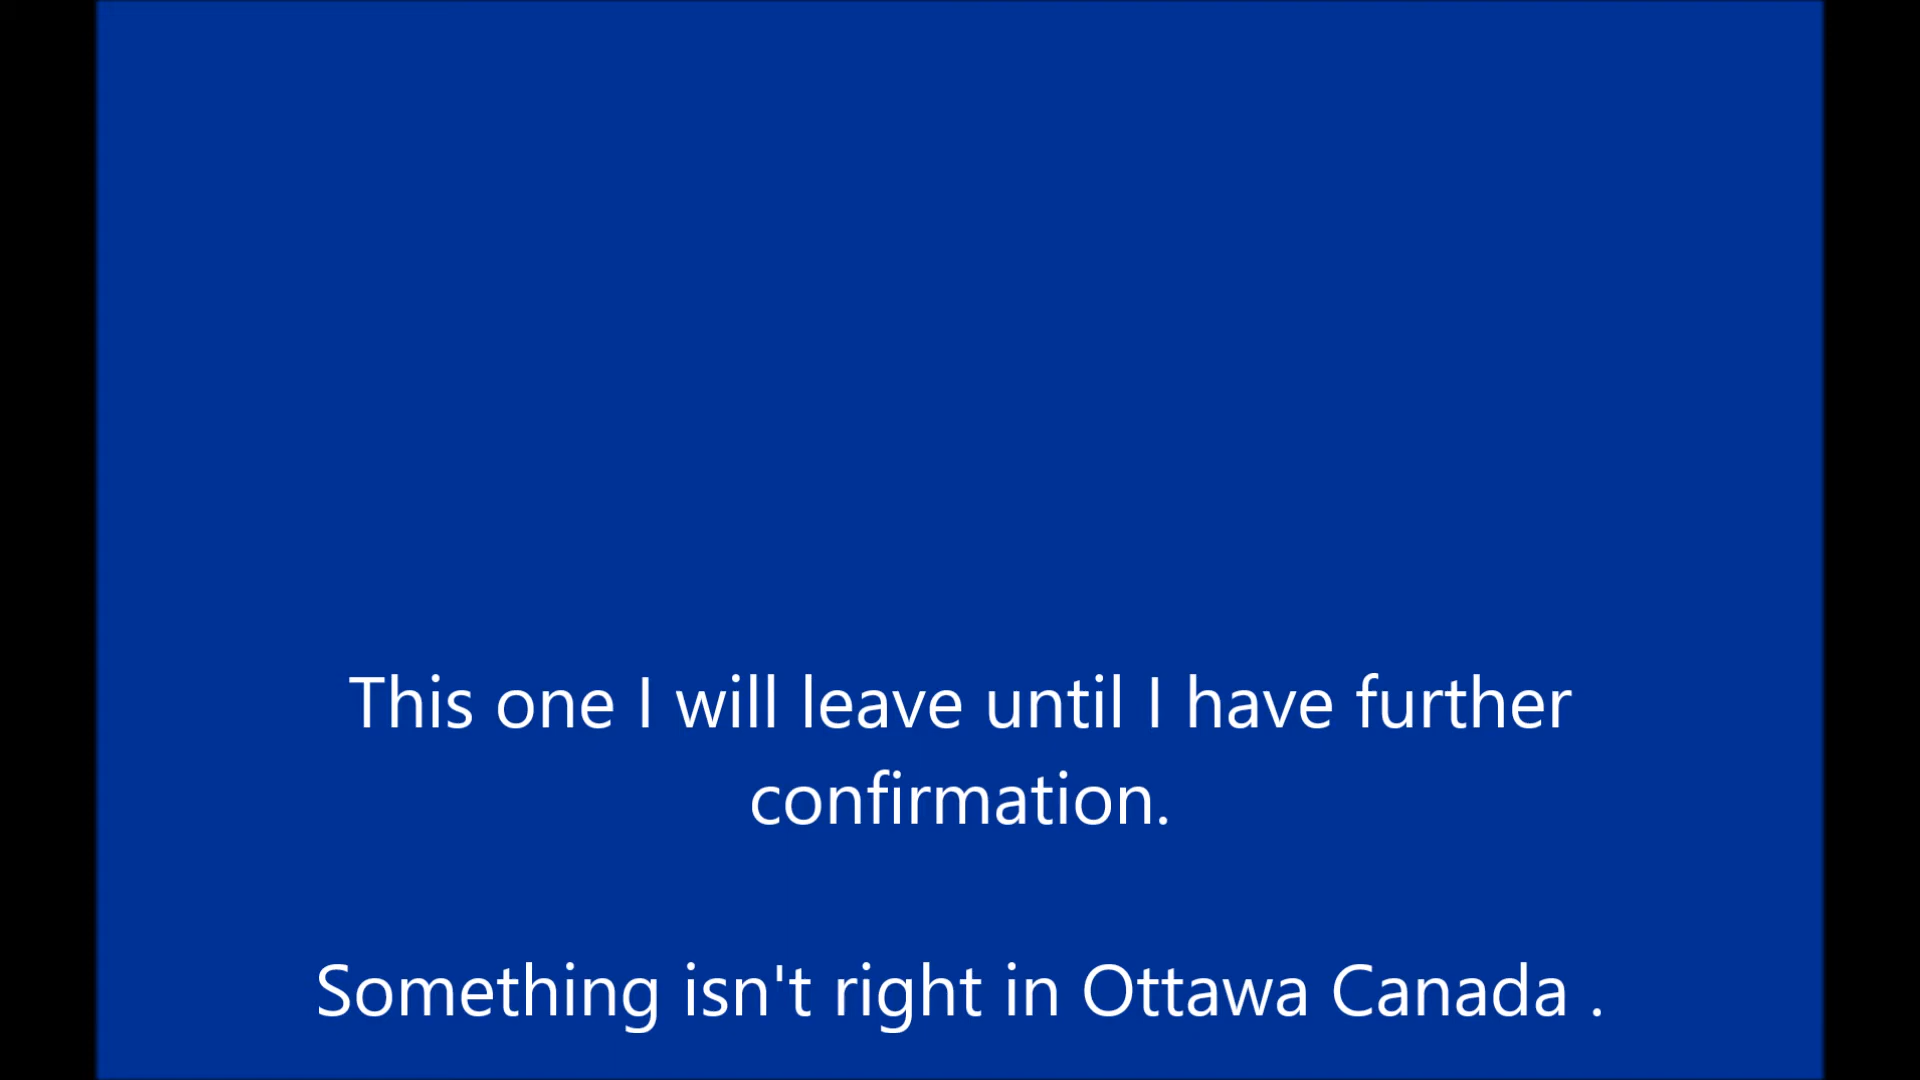 This one I will leave until I have further
confirmation.
Something isn't right in Ottawa Canada .